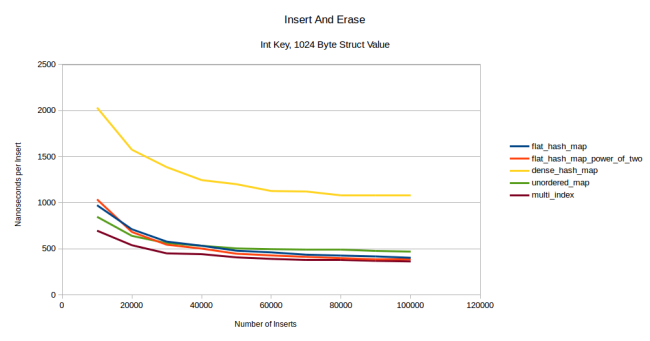 Insert And Erase
Int Key, 1024 Byte Struct Value
2500
2000
1500
1000
500
0
0
20000
40000
60000
80000
100000
120000
Nanoseconds per Insert
Number of Inserts
flat_hash_map
flat_hash_map_power_of_two
dense_hash_map
unordered_map
multi_index